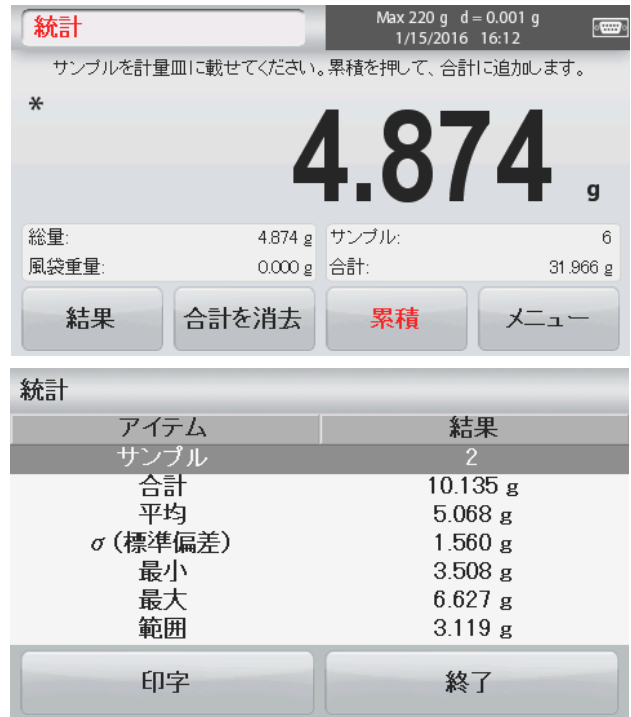 統計
Max 220 g d = 0.001 g
1/15/2016 16:12
サンプルを計量皿に載せてください。累積を押して、合計に追加します。
*
4.874 g
総量: 4.874 g サンプル: 6
風袋重量: 0.000 g 合計: 31.966 g
結果 合計を消去 累積 メニュー
統計
アイテム 結果
サンプル 2
合計 10.135 g
平均 5.068 g
σ (標準偏差) 1.560 g
最小 3.508 g
最大 6.627 g
範囲 3.119 g
印字 終了